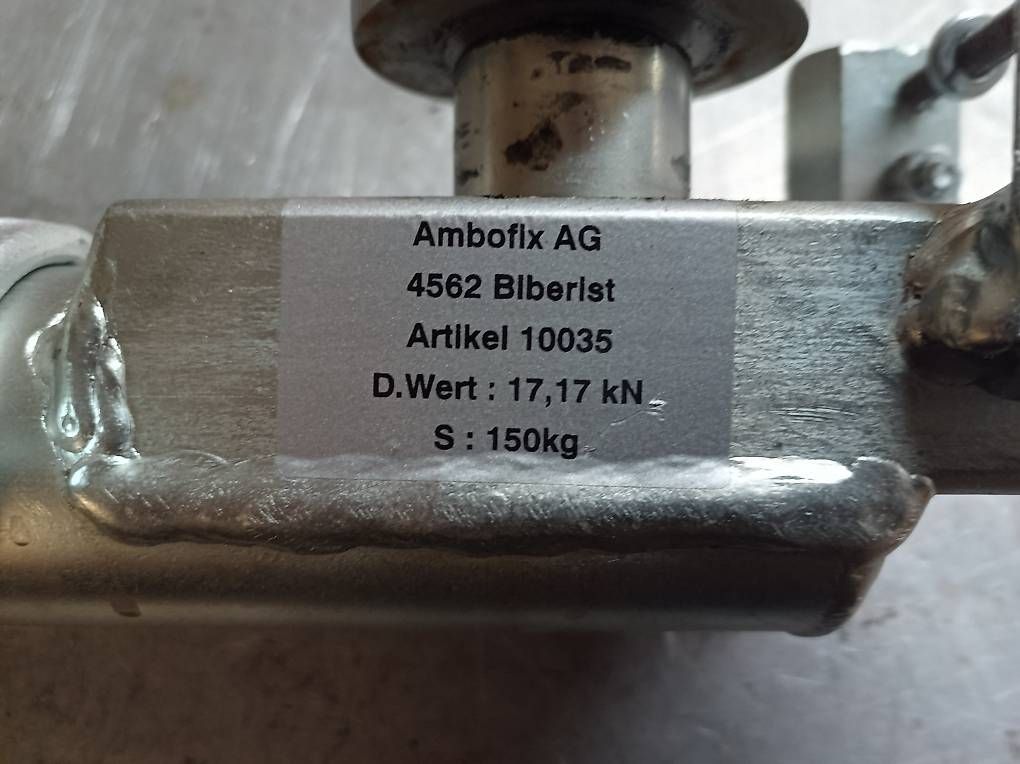 Ambofix AG
4562 Biberist
Artikel 10035
D.Wert : 17,17 kN
S : 150kg